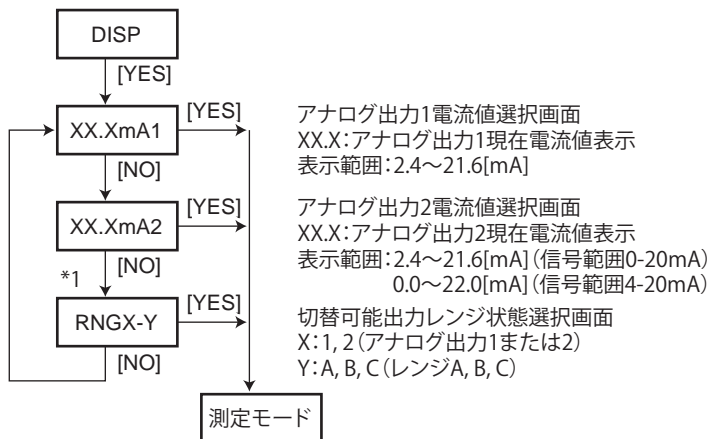 DISP
[YES]
XX.XmA1
[YES]
アナログ出力1電流値選択画面
XX.X:アナログ出力1現在電流値表示
表示範囲:2.4～21.6[mA]
[NO]
XX.XmA2
[YES]
アナログ出力2電流値選択画面
XX.X:アナログ出力2現在電流値表示
表示範囲:2.4～21.6[mA](信号範囲0-20mA)
0.0～22.0[mA](信号範囲4-20mA)
*1
[NO]
RNGX-Y
[YES]
切替可能出力レンジ状態選択画面
X:1, 2(アナログ出力1または2)
Y:A, B, C(レンジA, B, C)
[NO]
測定モード